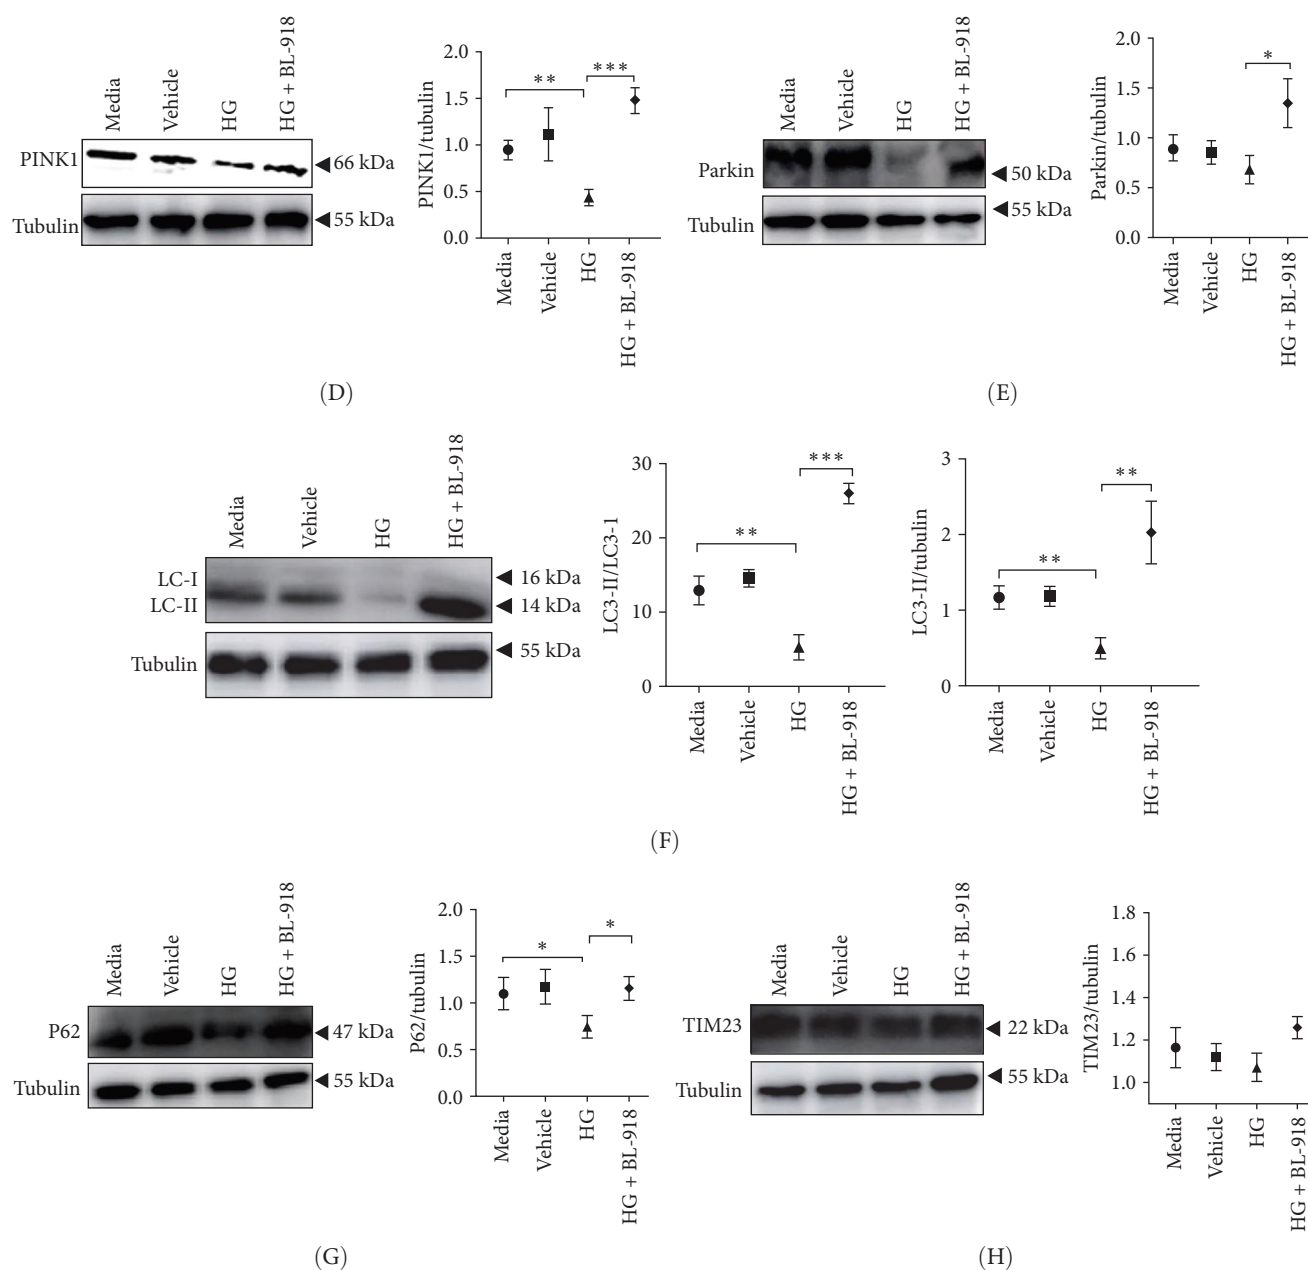 Media
Vehicle
HG
HG + BL-918
PINK1
66 kDa
Tubulin
55 kDa
PINK1/tubulin
2.0
1.5
1.0
0.5
0.0
**
***
Media
Vehicle
HG
HG + BL-918
(D)
Media
Vehicle
HG
HG + BL-918
Parkin
50 kDa
Tubulin
55 kDa
Parkin/tubulin
2.0
1.5
1.0
0.5
0.0
*
Media
Vehicle
HG
HG + BL-918
(E)
Media
Vehicle
HG
HG + BL-918
LC-I
16 kDa
LC-II
14 kDa
Tubulin
55 kDa
LC3-II/LC3-1
30
20
10
0
**
***
Media
Vehicle
HG
HG + BL-918
LC3-II/tubulin
3
2
1
0
**
**
Media
Vehicle
HG
HG + BL-918
(F)
Media
Vehicle
HG
HG + BL-918
P62
47 kDa
Tubulin
55 kDa
P62/tubulin
2.0
1.5
1.0
0.5
0.0
*
*
Media
Vehicle
HG
HG + BL-918
(G)
Media
Vehicle
HG
HG + BL-918
TIM23
22 kDa
Tubulin
55 kDa
TIM23/tubulin
1.8
1.6
1.4
1.2
1.0
Media
Vehicle
HG
HG + BL-918
(H)